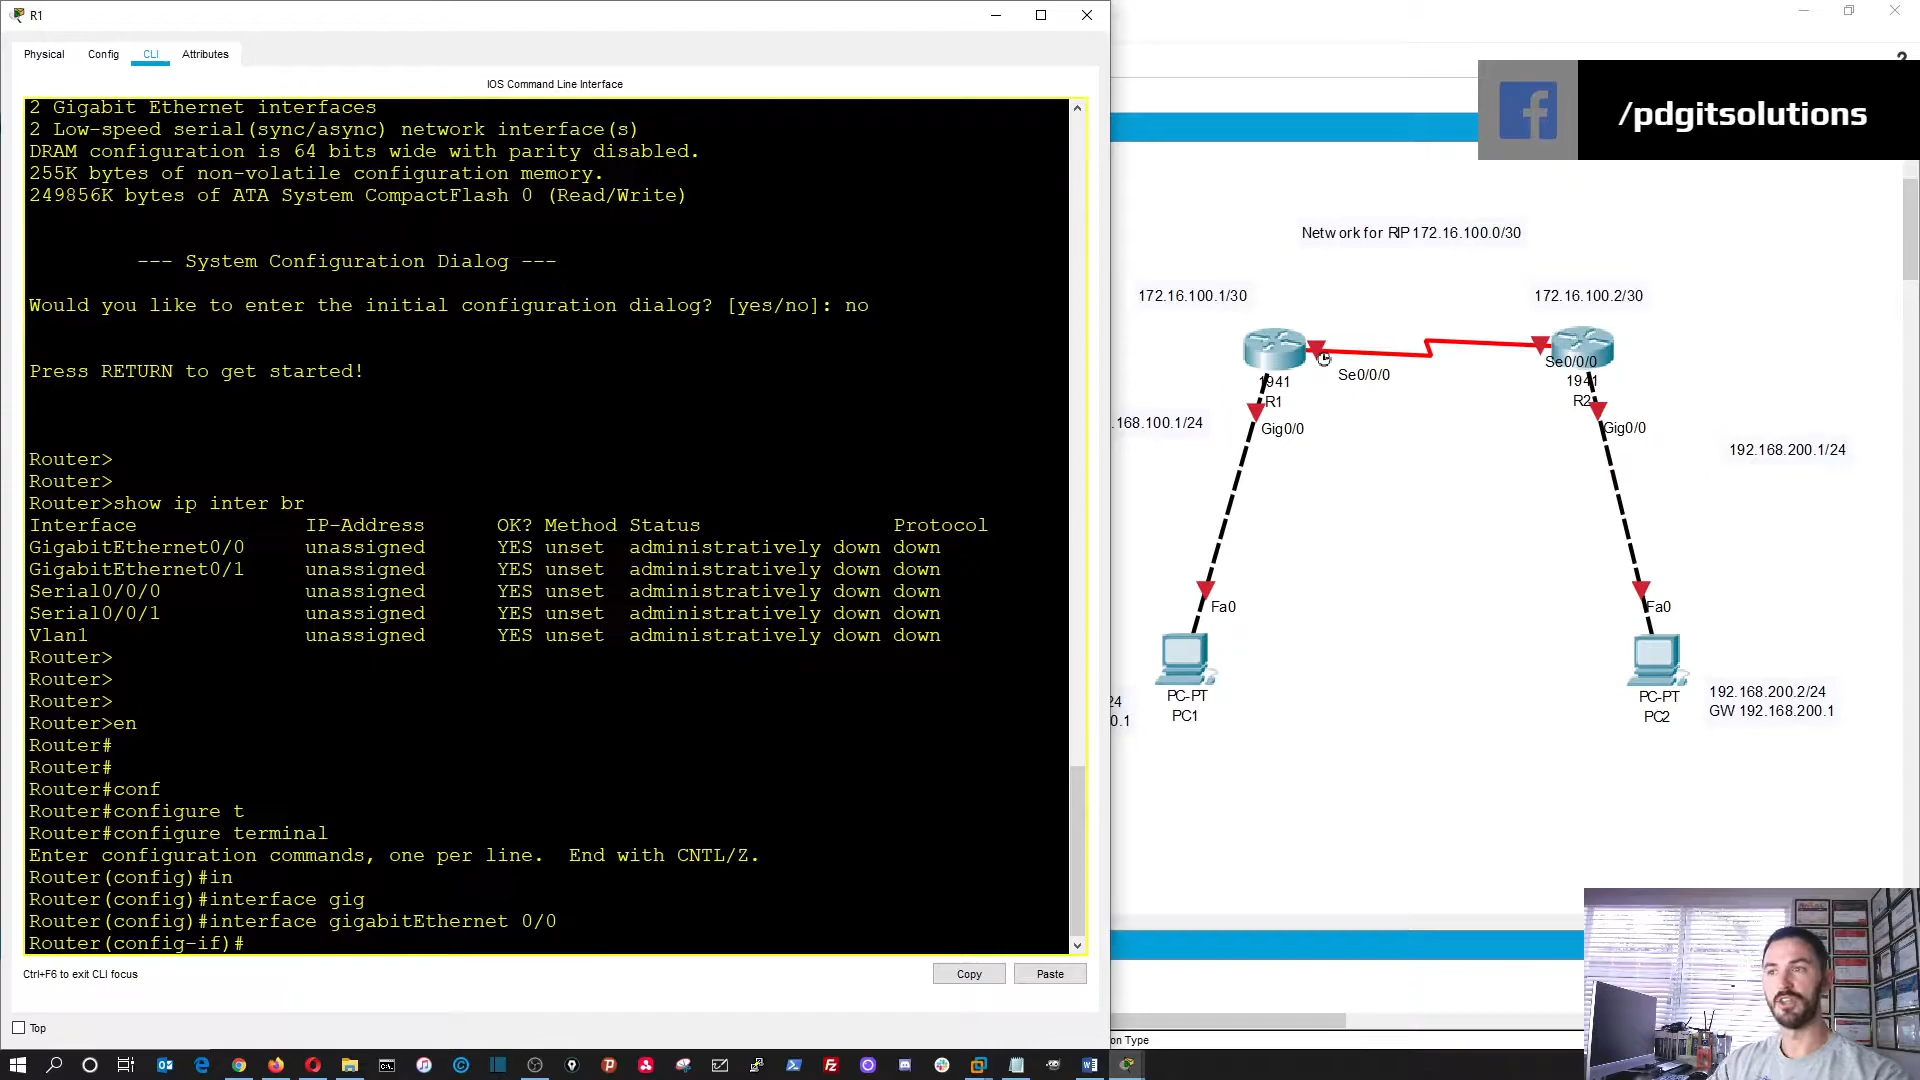 R1
Physical
Config
CLI
Attributes
IOS Command Line Interface
2 Gigabit Ethernet interfaces
2 Low-speed serial(sync/async) network interface(s)
DRAM configuration is 64 bits wide with parity disabled.
255K bytes of non-volatile configuration memory.
249856K bytes of ATA System CompactFlash 0 (Read/Write)
--- System Configuration Dialog ---
Would you like to enter the initial configuration dialog? [yes/no]: no
Press RETURN to get started!
Router>
Router>
Router>show ip inter br
Interface IP-Address OK? Method Status Protocol
GigabitEthernet0/0 unassigned YES unset administratively down down
GigabitEthernet0/1 unassigned YES unset administratively down down
Serial0/0/0 unassigned YES unset administratively down down
Serial0/0/1 unassigned YES unset administratively down down
Vlan1 unassigned YES unset administratively down down
Router>
Router>
Router>
Router>en
Router#
Router#
Router#conf
Router#configure t
Router#configure terminal
Enter configuration commands, one per line. End with CNTL/Z.
Router(config)#in
Router(config)#interface gig
Router(config)#interface gigabitEthernet 0/0
Router(config-if)#
Ctrl+F6 to exit CLI focus
Copy
Paste
Top
/pdgitsolutions
Network for RIP 172.16.100.0/30
172.16.100.1/30
172.16.100.2/30
Se0/0/0
Se0/0/0
1941
R1
1941
R2
.168.100.1/24
Gig0/0
Gig0/0
192.168.200.1/24
Fa0
Fa0
PC-PT
PC1
PC-PT
PC2
24
0.1
192.168.200.2/24
GW 192.168.200.1
on Type